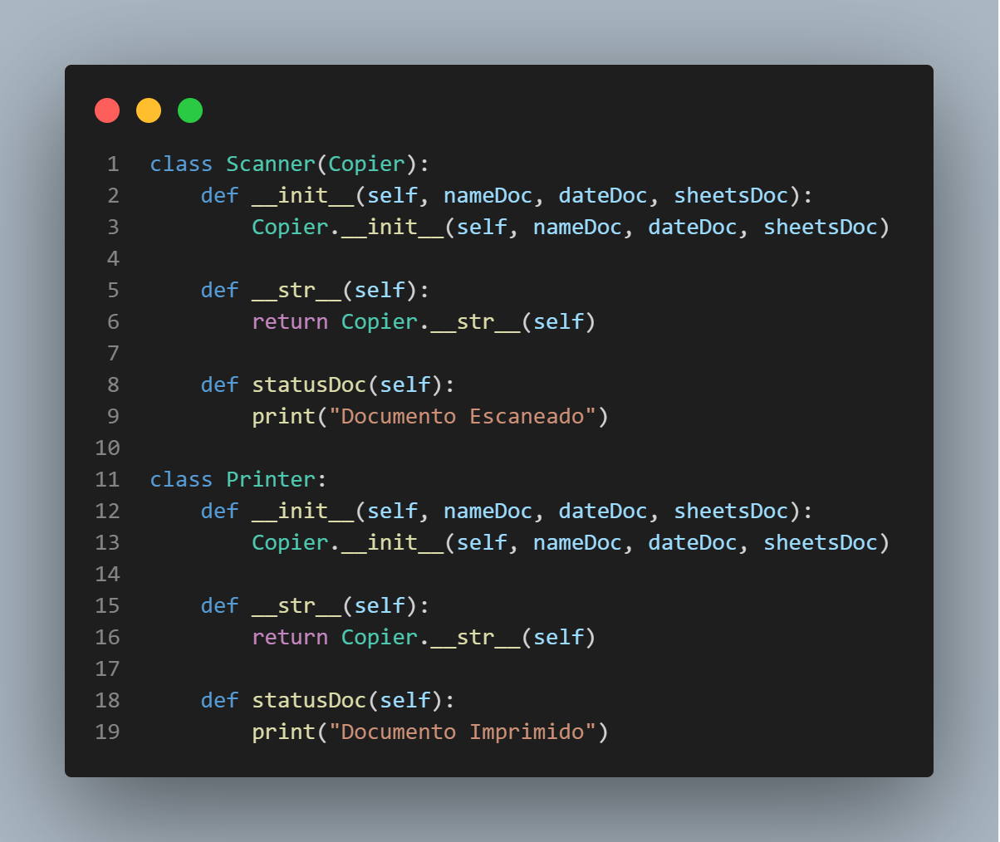 1 class Scanner(Copier):
2     def __init__(self, nameDoc, dateDoc, sheetsDoc):
3         Copier.__init__(self, nameDoc, dateDoc, sheetsDoc)
4
5     def __str__(self):
6         return Copier.__str__(self)
7
8     def statusDoc(self):
9         print("Documento Escaneado")
10
11 class Printer:
12     def __init__(self, nameDoc, dateDoc, sheetsDoc):
13         Copier.__init__(self, nameDoc, dateDoc, sheetsDoc)
14
15     def __str__(self):
16         return Copier.__str__(self)
17
18     def statusDoc(self):
19         print("Documento Imprimido")